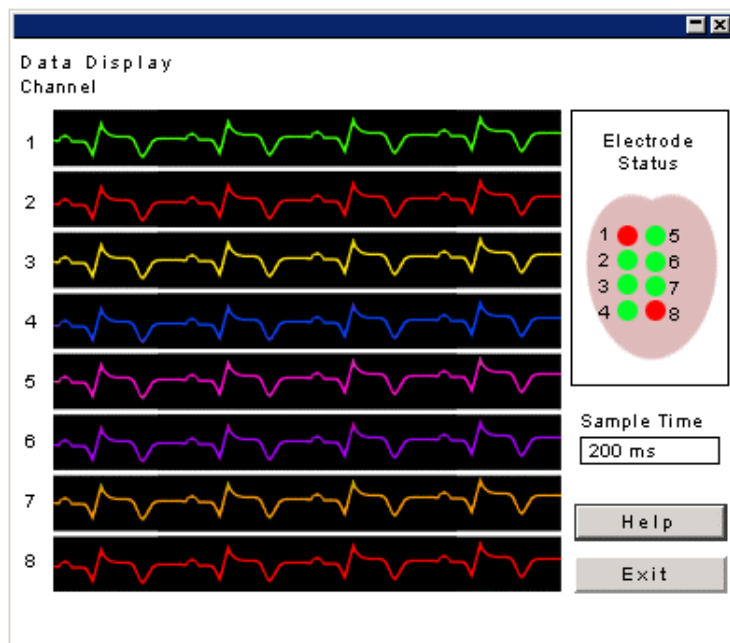 Data Display
Channel
1
2
3
4
5
6
7
8
Electrode
Status
1 5
2 6
3 7
4 8
Sample Time
200 ms
Help
Exit